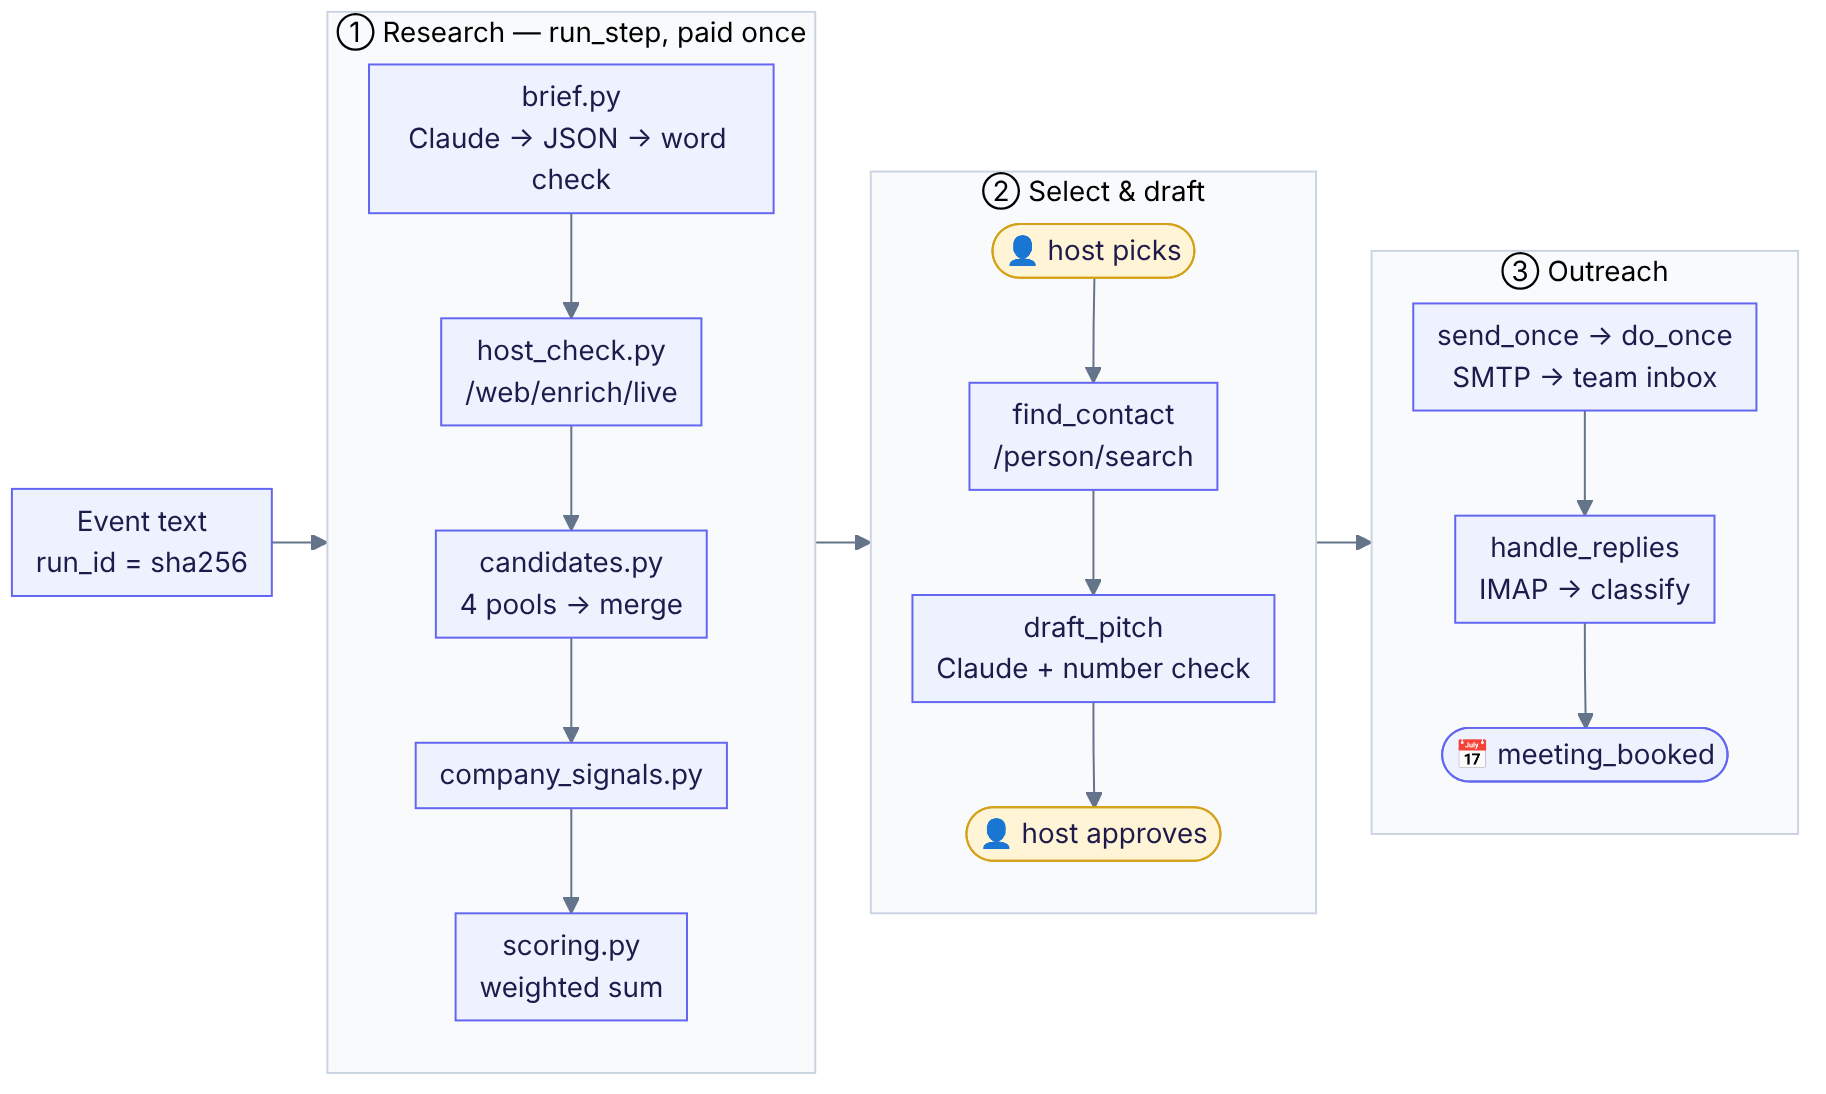 Event text
run_id = sha256
① Research — run_step, paid once
brief.py
Claude → JSON → word
check
host_check.py
/web/enrich/live
candidates.py
4 pools → merge
company_signals.py
scoring.py
weighted sum
② Select & draft
👤 host picks
find_contact
/person/search
draft_pitch
Claude + number check
👤 host approves
③ Outreach
send_once → do_once
SMTP → team inbox
handle_replies
IMAP → classify
📅 meeting_booked